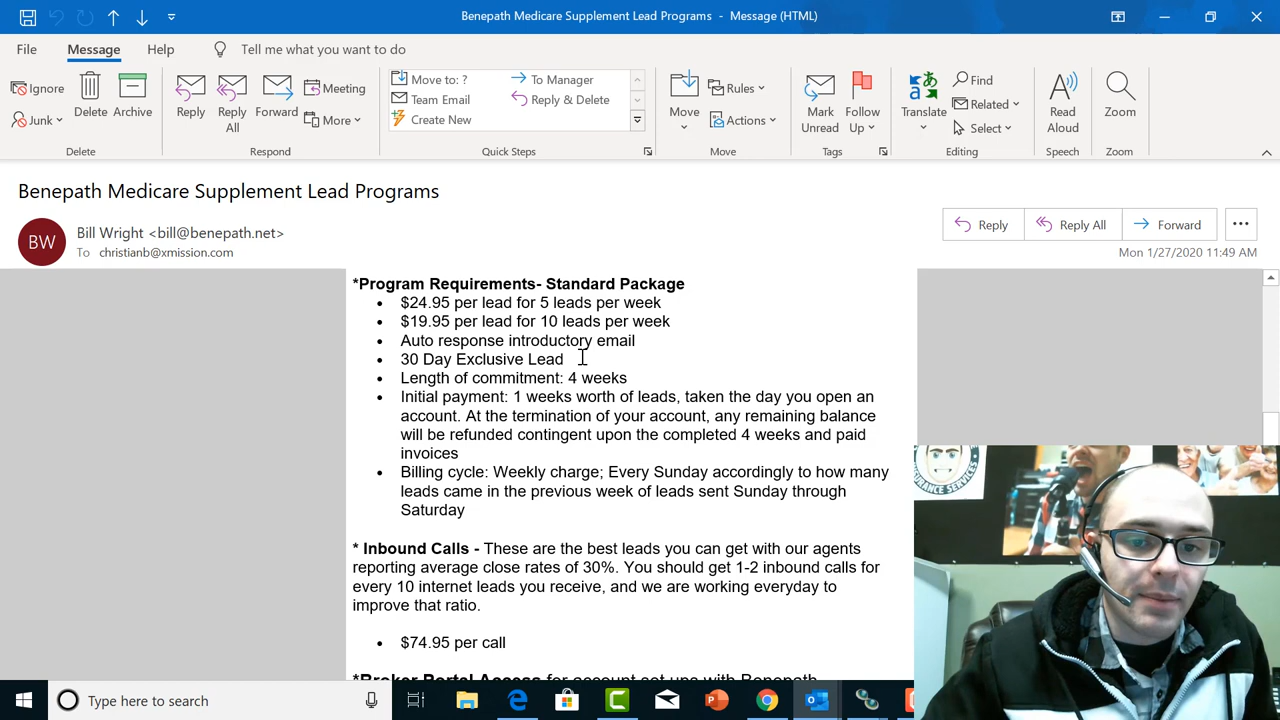 Benepath Medicare Supplement Lead Programs - Message (HTML)
File Message Help Tell me what you want to do
Ignore
Junk
Delete
Archive
Delete
Reply
Reply All
Forward
Meeting
More
Respond
Move to: ?
Team Email
Create New
To Manager
Reply & Delete
Quick Steps
Move
Rules
Actions
Move
Mark Unread
Follow Up
Tags
Translate
Find
Related
Select
Editing
Read Aloud
Speech
Zoom
Zoom
Benepath Medicare Supplement Lead Programs
BW
Bill Wright <bill@benepath.net>
To christianb@xmission.com
Reply
Reply All
Forward
Mon 1/27/2020 11:49 AM
*Program Requirements- Standard Package
• $24.95 per lead for 5 leads per week
• $19.95 per lead for 10 leads per week
• Auto response introductory email
• 30 Day Exclusive Lead
• Length of commitment: 4 weeks
• Initial payment: 1 weeks worth of leads, taken the day you open an
account. At the termination of your account, any remaining balance
will be refunded contingent upon the completed 4 weeks and paid
invoices
• Billing cycle: Weekly charge; Every Sunday accordingly to how many
leads came in the previous week of leads sent Sunday through
Saturday
* Inbound Calls - These are the best leads you can get with our agents
reporting average close rates of 30%. You should get 1-2 inbound calls for
every 10 internet leads you receive, and we are working everyday to
improve that ratio.
• $74.95 per call
*Broker Portal Access for account set ups with Benepath
Type here to search